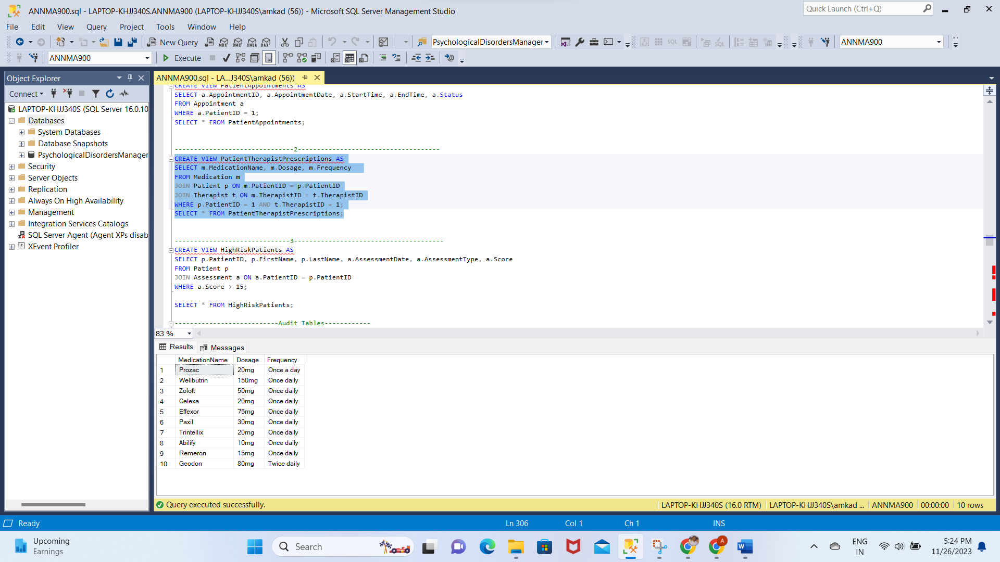 ANNMA900.sql - LAPTOP-KHJJ340S.ANNMA900 (LAPTOP-KHJJ340S\amkad (56)) - Microsoft SQL Server Management Studio
Quick Launch (Ctrl+Q)
File Edit View Query Project Tools Window Help
New Query MDX DMX XMLA DAX PsychologicalDisordersManager SQL SQL ANNMA900
ANNMA900 Execute
Object Explorer
Connect
LAPTOP-KHJJ340S (SQL Server 16.0.10
Databases
System Databases
Database Snapshots
PsychologicalDisordersManager
Security
Server Objects
Replication
Always On High Availability
Management
Integration Services Catalogs
SQL Server Agent (Agent XPs disab
XEvent Profiler
ANNMA900.sql - LA...J340S\amkad (56))
CREATE VIEW PatientAppointments AS
SELECT a.AppointmentID, a.AppointmentDate, a.StartTime, a.EndTime, a.Status
FROM Appointment a
WHERE a.PatientID = 1;
SELECT * FROM PatientAppointments;
-------------------------------2-------------------------------------
CREATE VIEW PatientTherapistPrescriptions AS
SELECT m.MedicationName, m.Dosage, m.Frequency
FROM Medication m
JOIN Patient p ON m.PatientID = p.PatientID
JOIN Therapist t ON m.TherapistID = t.TherapistID
WHERE p.PatientID = 1 AND t.TherapistID = 1;
SELECT * FROM PatientTherapistPrescriptions;
------------------------------3---------------------------------------
CREATE VIEW HighRiskPatients AS
SELECT p.PatientID, p.FirstName, p.LastName, a.AssessmentDate, a.AssessmentType, a.Score
FROM Patient p
JOIN Assessment a ON a.PatientID = p.PatientID
WHERE a.Score > 15;
SELECT * FROM HighRiskPatients;
---------------------------Audit Tables------------
83 %
Results Messages
MedicationName Dosage Frequency
1 Prozac 20mg Once a day
2 Wellbutrin 150mg Once daily
3 Zoloft 50mg Once daily
4 Celexa 20mg Once daily
5 Effexor 75mg Once daily
6 Paxil 30mg Once daily
7 Trintellix 20mg Once daily
8 Abilify 10mg Once daily
9 Remeron 15mg Once daily
10 Geodon 80mg Twice daily
Query executed successfully. LAPTOP-KHJJ340S (16.0 RTM) LAPTOP-KHJJ340S\amkad ... ANNMA900 00:00:00 10 rows
Ready Ln 306 Col 1 Ch 1 INS
Upcoming
Earnings
Search
A
W
ENG
IN
5:24 PM
11/26/2023